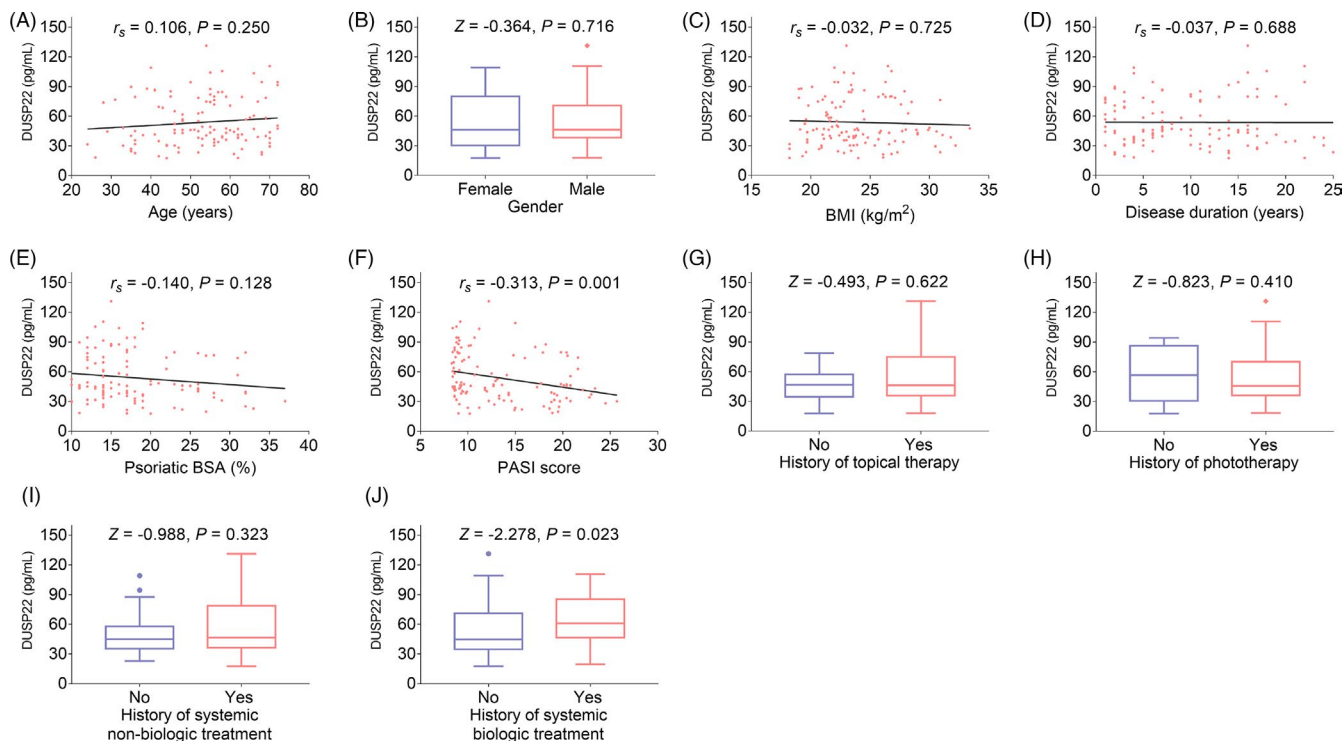 (A)
rs = 0.106, P = 0.250
DUSP22 (pg/mL)
150
120
90
60
30
0
20 30 40 50 60 70 80
Age (years)
(B)
Z = -0.364, P = 0.716
DUSP22 (pg/mL)
150
120
90
60
30
0
Female Male
Gender
(C)
rs = -0.032, P = 0.725
DUSP22 (pg/mL)
150
120
90
60
30
0
15 20 25 30 35
BMI (kg/m²)
(D)
rs = -0.037, P = 0.688
DUSP22 (pg/mL)
150
120
90
60
30
0
0 5 10 15 20 25
Disease duration (years)
(E)
rs = -0.140, P = 0.128
DUSP22 (pg/mL)
150
120
90
60
30
0
10 15 20 25 30 35 40
Psoriatic BSA (%)
(F)
rs = -0.313, P = 0.001
DUSP22 (pg/mL)
150
120
90
60
30
0
5 10 15 20 25 30
PASI score
(G)
Z = -0.493, P = 0.622
DUSP22 (pg/mL)
150
120
90
60
30
0
No Yes
History of topical therapy
(H)
Z = -0.823, P = 0.410
DUSP22 (pg/mL)
150
120
90
60
30
0
No Yes
History of phototherapy
(I)
Z = -0.988, P = 0.323
DUSP22 (pg/mL)
150
120
90
60
30
0
No Yes
History of systemic
non-biologic treatment
(J)
Z = -2.278, P = 0.023
DUSP22 (pg/mL)
150
120
90
60
30
0
No Yes
History of systemic
biologic treatment